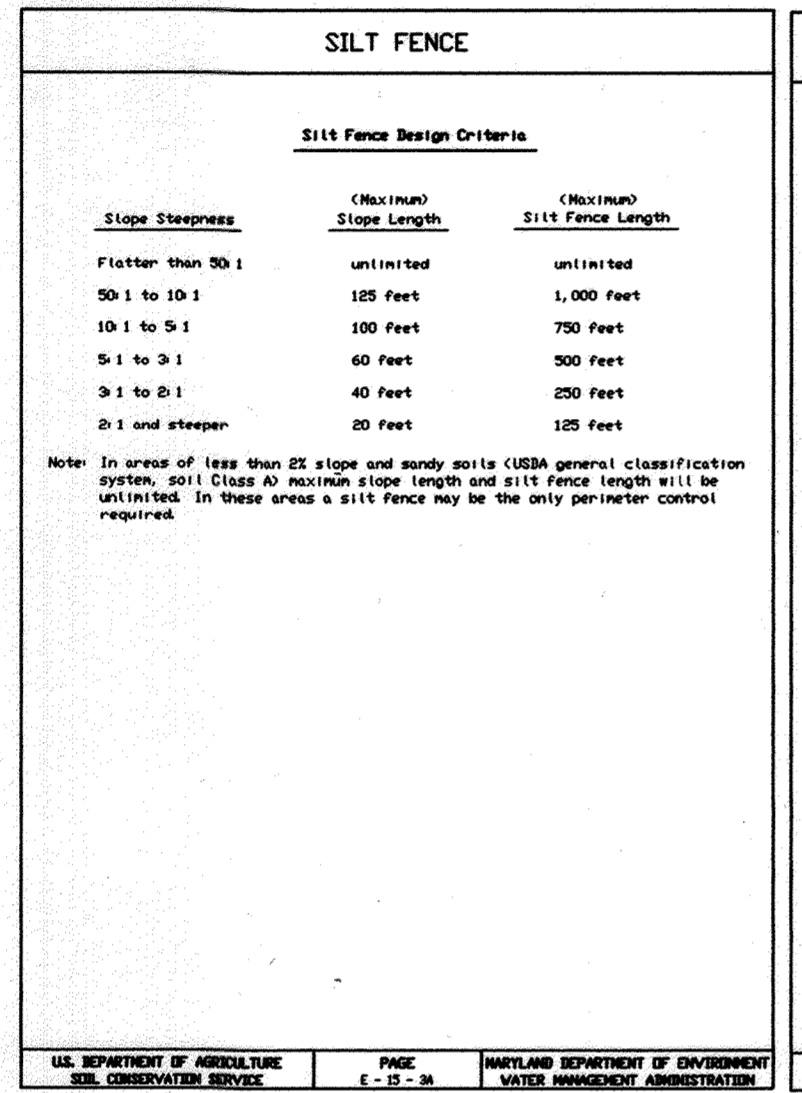 SILT FENCE
Silt Fence Design Criteria
Slope Steepness (Maximum) Slope Length (Maximum) Silt Fence Length
Flatter than 50:1 unlimited unlimited
50:1 to 10:1 125 feet 1,000 feet
10:1 to 5:1 100 feet 750 feet
5:1 to 3:1 60 feet 500 feet
3:1 to 2:1 40 feet 250 feet
2:1 and steeper 20 feet 125 feet
Note: In areas of less than 2% slope and sandy soils (USDA general classification
system, soil Class A) maximum slope length and silt fence length will be
unlimited. In these areas a silt fence may be the only perimeter control
required.
U.S. DEPARTMENT OF AGRICULTURE
SOIL CONSERVATION SERVICE
PAGE
E - 15 - 3A
MARYLAND DEPARTMENT OF ENVIRONMENT
WATER MANAGEMENT ADMINISTRATION